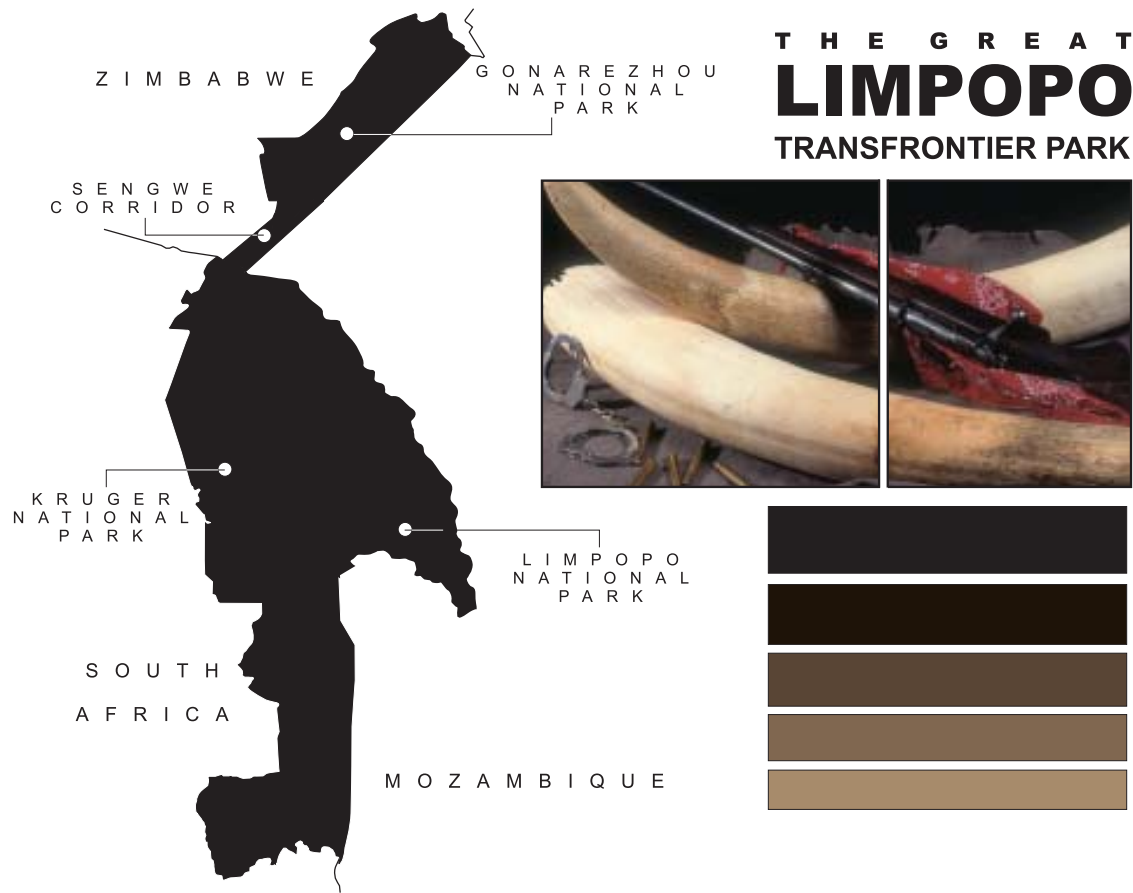 THE GREAT
LIMPOPO
TRANSFRONTIER PARK
ZIMBABWE
GONAREZHOU
NATIONAL
PARK
SENGWE
CORRIDOR
KRUGER
NATIONAL
PARK
LIMPOPO
NATIONAL
PARK
SOUTH
AFRICA
MOZAMBIQUE